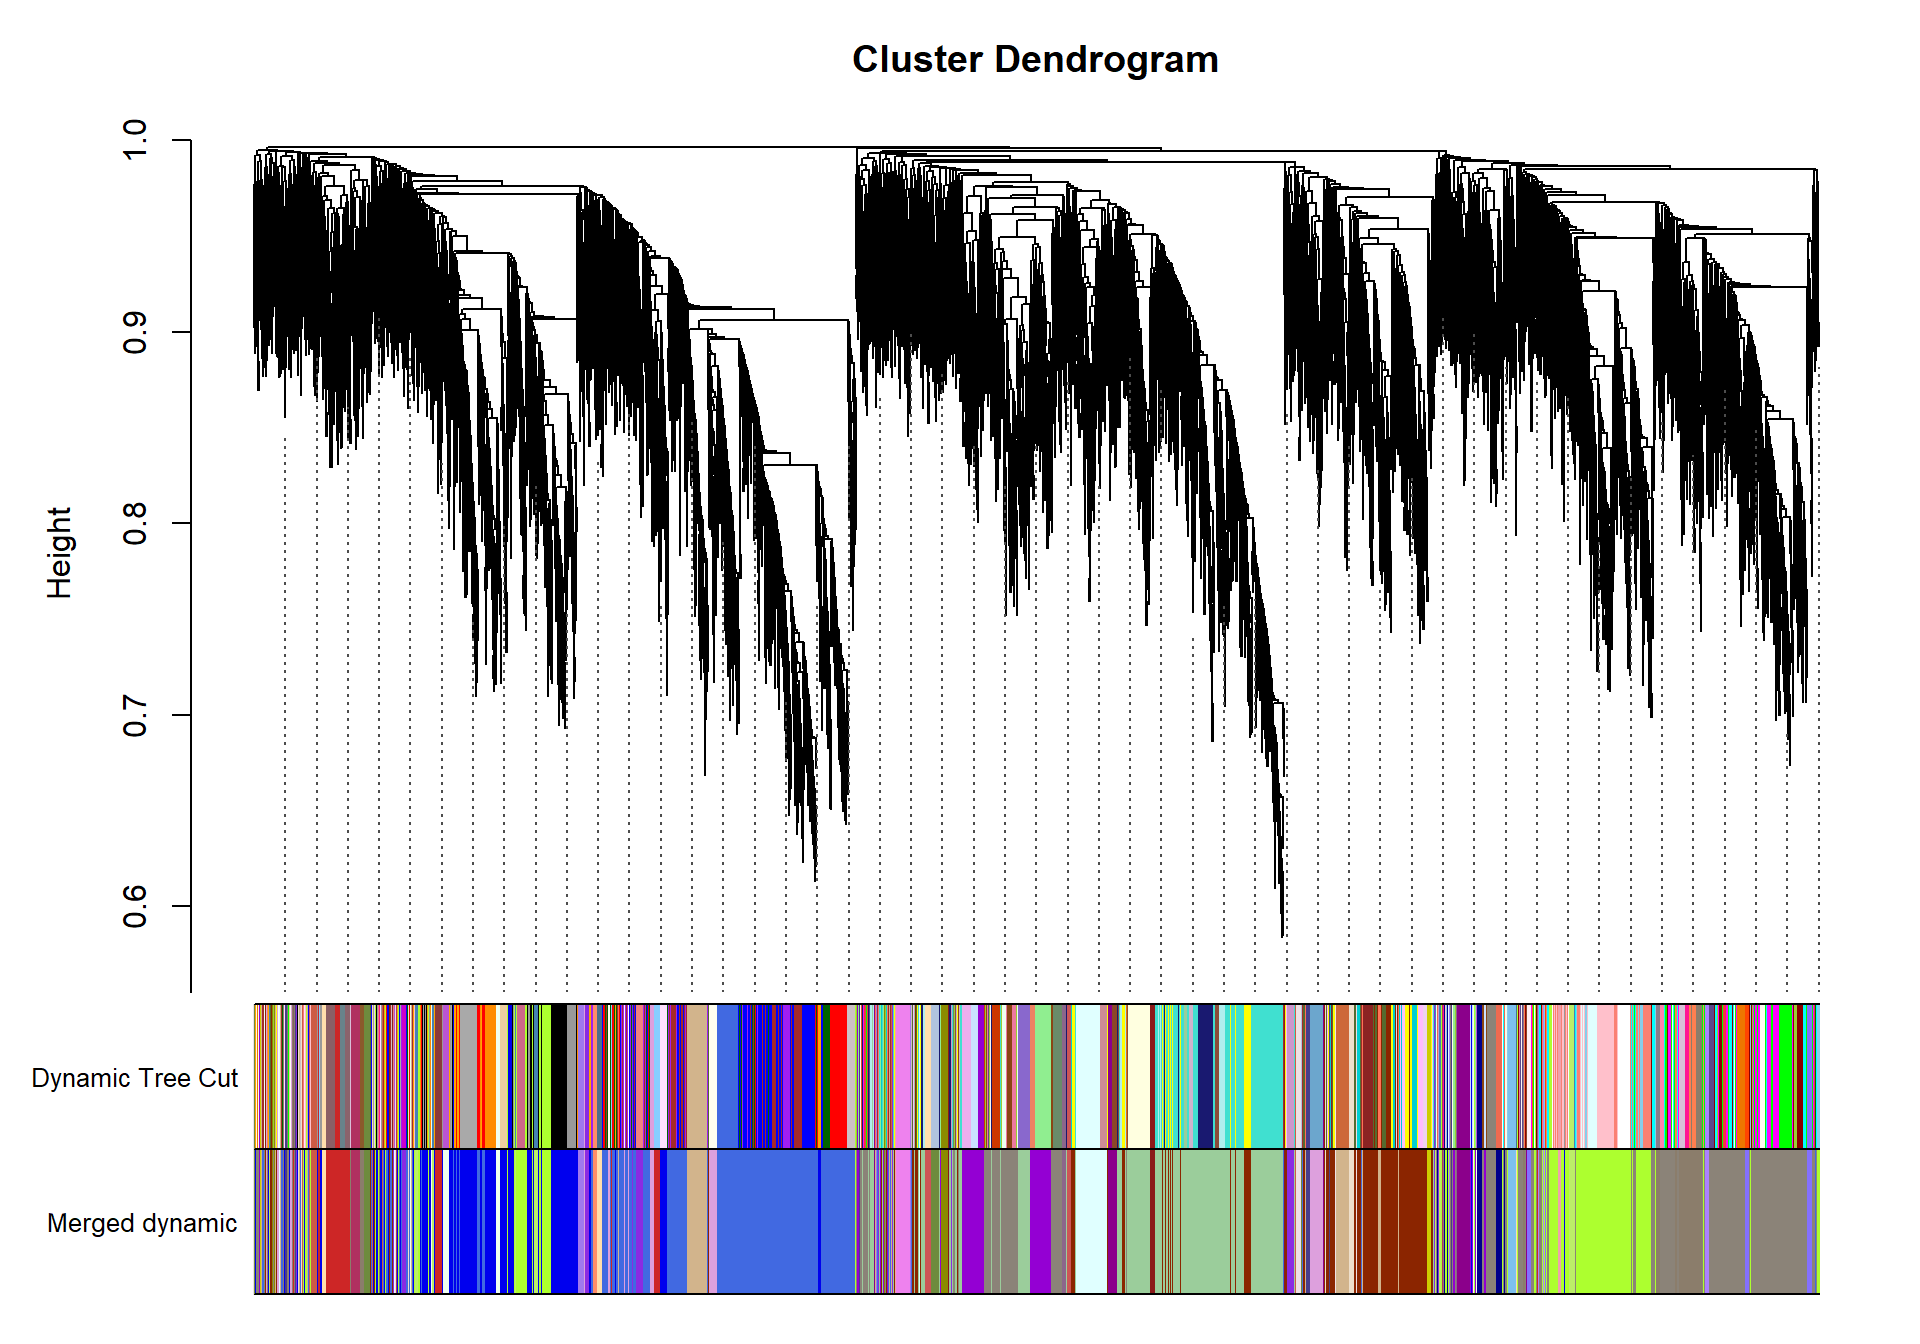 Cluster Dendrogram
Height
1.0
0.9
0.8
0.7
0.6
Dynamic Tree Cut
Merged dynamic